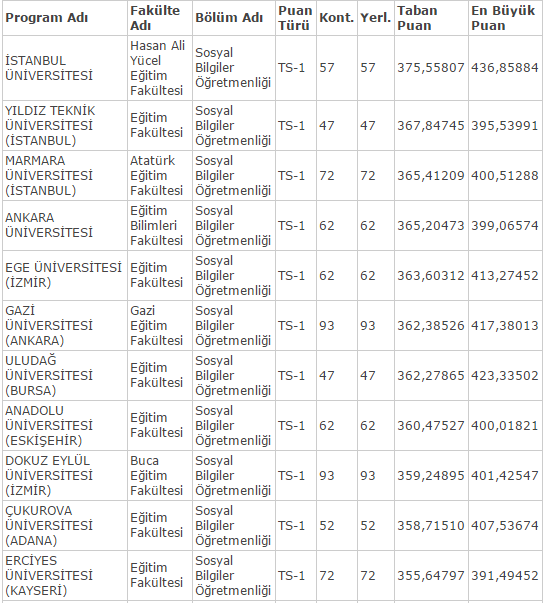 Program Adı Fakülte Adı Bölüm Adı Puan Türü Kont. Yerl. Taban Puan En Büyük Puan
İSTANBUL ÜNİVERSİTESİ Hasan Ali Yücel Eğitim Fakültesi Sosyal Bilgiler Öğretmenliği TS-1 57 57 375,55807 436,85884
YILDIZ TEKNİK ÜNİVERSİTESİ (İSTANBUL) Eğitim Fakültesi Sosyal Bilgiler Öğretmenliği TS-1 47 47 367,84745 395,53991
MARMARA ÜNİVERSİTESİ (İSTANBUL) Atatürk Eğitim Fakültesi Sosyal Bilgiler Öğretmenliği TS-1 72 72 365,41209 400,51288
ANKARA ÜNİVERSİTESİ Eğitim Bilimleri Fakültesi Sosyal Bilgiler Öğretmenliği TS-1 62 62 365,20473 399,06574
EGE ÜNİVERSİTESİ (İZMİR) Eğitim Fakültesi Sosyal Bilgiler Öğretmenliği TS-1 62 62 363,60312 413,27452
GAZİ ÜNİVERSİTESİ (ANKARA) Gazi Eğitim Fakültesi Sosyal Bilgiler Öğretmenliği TS-1 93 93 362,38526 417,38013
ULUDAĞ ÜNİVERSİTESİ (BURSA) Eğitim Fakültesi Sosyal Bilgiler Öğretmenliği TS-1 47 47 362,27865 423,33502
ANADOLU ÜNİVERSİTESİ (ESKİŞEHİR) Eğitim Fakültesi Sosyal Bilgiler Öğretmenliği TS-1 62 62 360,47527 400,01821
DOKUZ EYLÜL ÜNİVERSİTESİ (İZMİR) Buca Eğitim Fakültesi Sosyal Bilgiler Öğretmenliği TS-1 93 93 359,24895 401,42547
ÇUKUROVA ÜNİVERSİTESİ (ADANA) Eğitim Fakültesi Sosyal Bilgiler Öğretmenliği TS-1 52 52 358,71510 407,53674
ERCİYES ÜNİVERSİTESİ (KAYSERİ) Eğitim Fakültesi Sosyal Bilgiler Öğretmenliği TS-1 72 72 355,64797 391,49452